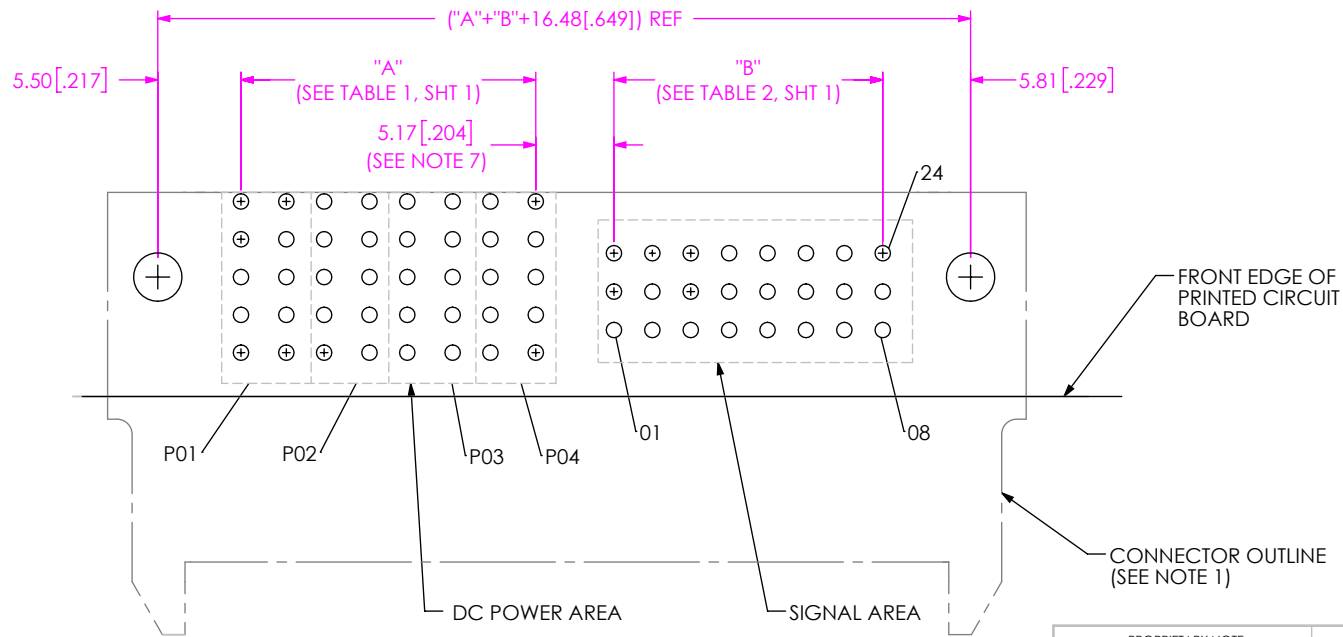 ("A"+"B"+16.48[.649]) REF
5.50[.217]
"A"
(SEE TABLE 1, SHT 1)
"B"
(SEE TABLE 2, SHT 1)
5.81[.229]
5.17[.204]
(SEE NOTE 7)
24
FRONT EDGE OF
PRINTED CIRCUIT
BOARD
P01
P02
P03
P04
01
08
CONNECTOR OUTLINE
(SEE NOTE 1)
DC POWER AREA
SIGNAL AREA
PROPRIETARY NOTE